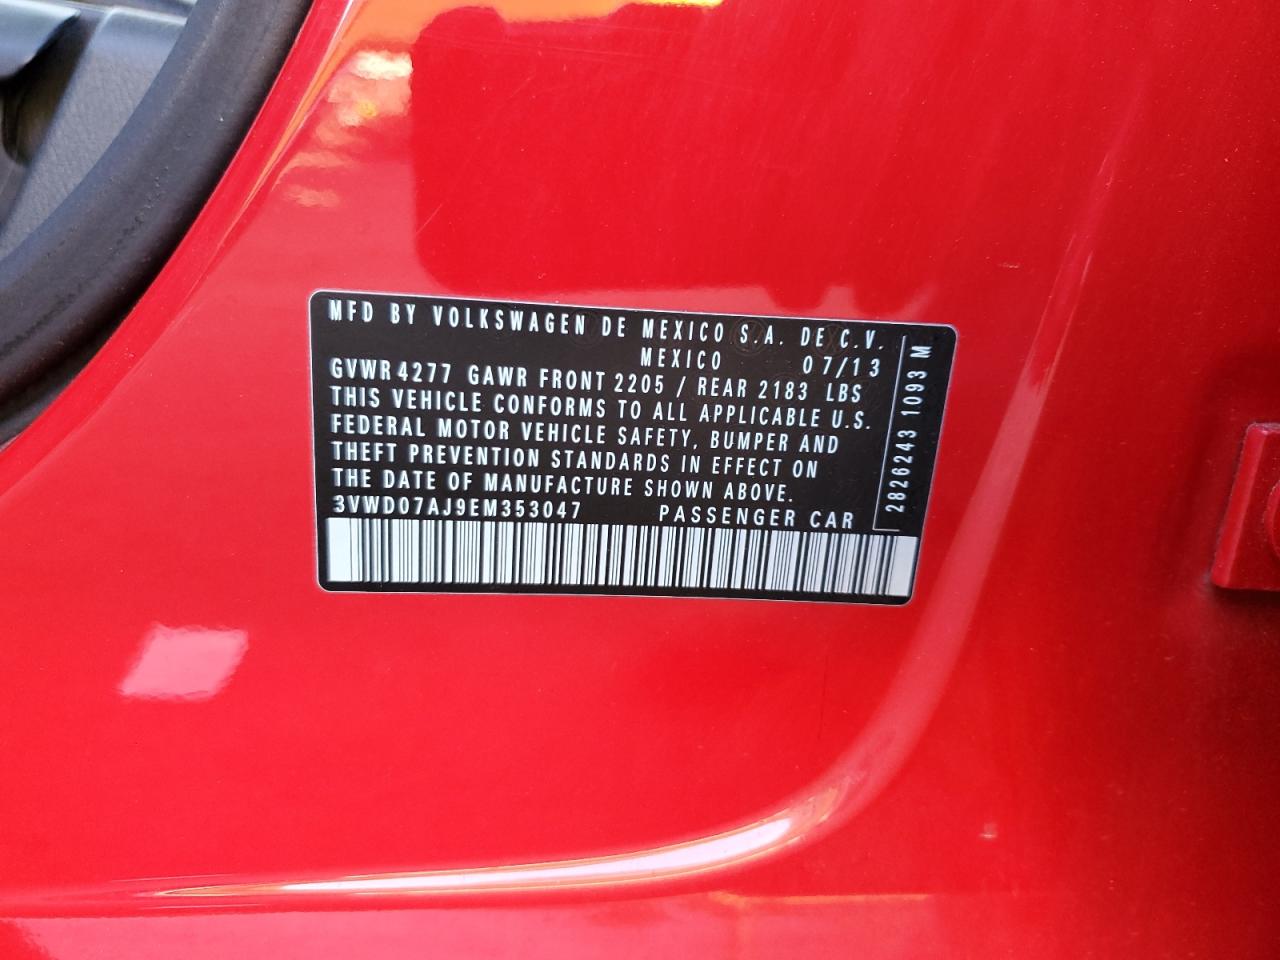 MFD BY VOLKSWAGEN DE MEXICO S.A. DE C.V.
MEXICO 07/13
GVWR 4277 GAWR FRONT 2205 / REAR 2183 LBS
THIS VEHICLE CONFORMS TO ALL APPLICABLE U.S.
FEDERAL MOTOR VEHICLE SAFETY, BUMPER AND
THEFT PREVENTION STANDARDS IN EFFECT ON
THE DATE OF MANUFACTURE SHOWN ABOVE.
3VWD07AJ9EM353047 PASSENGER CAR
2826243 1093 M